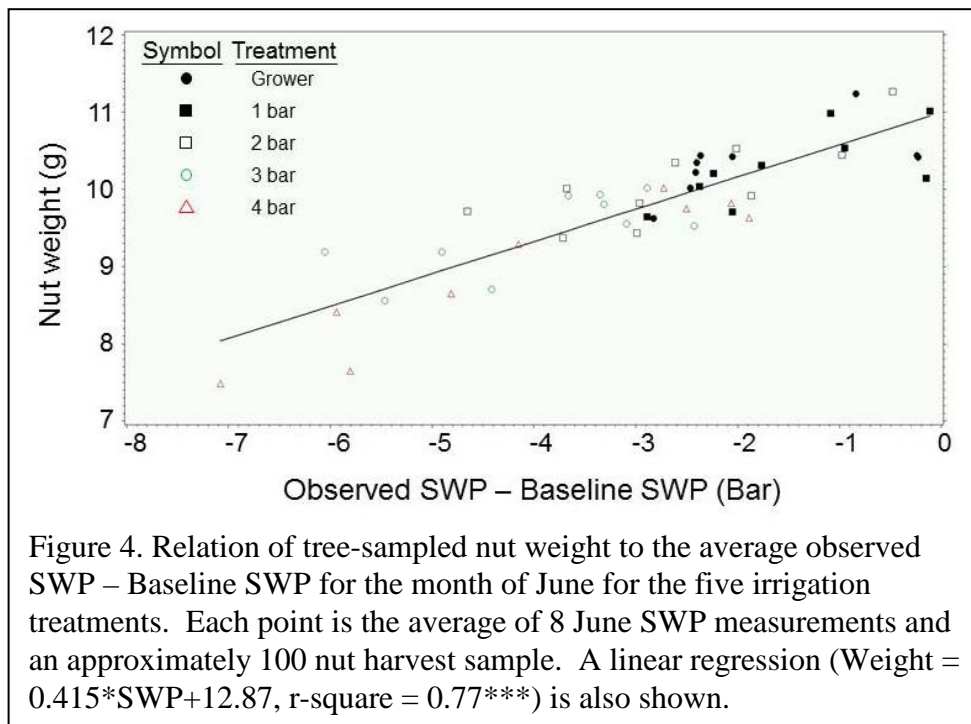 12
11
10
9
8
7
Nut weight (g)
Symbol Treatment
Grower
1 bar
2 bar
3 bar
4 bar
-8 -7 -6 -5 -4 -3 -2 -1 0
Observed SWP – Baseline SWP (Bar)
Figure 4. Relation of tree-sampled nut weight to the average observed
SWP – Baseline SWP for the month of June for the five irrigation
treatments. Each point is the average of 8 June SWP measurements and
an approximately 100 nut harvest sample. A linear regression (Weight =
0.415*SWP+12.87, r-square = 0.77***) is also shown.